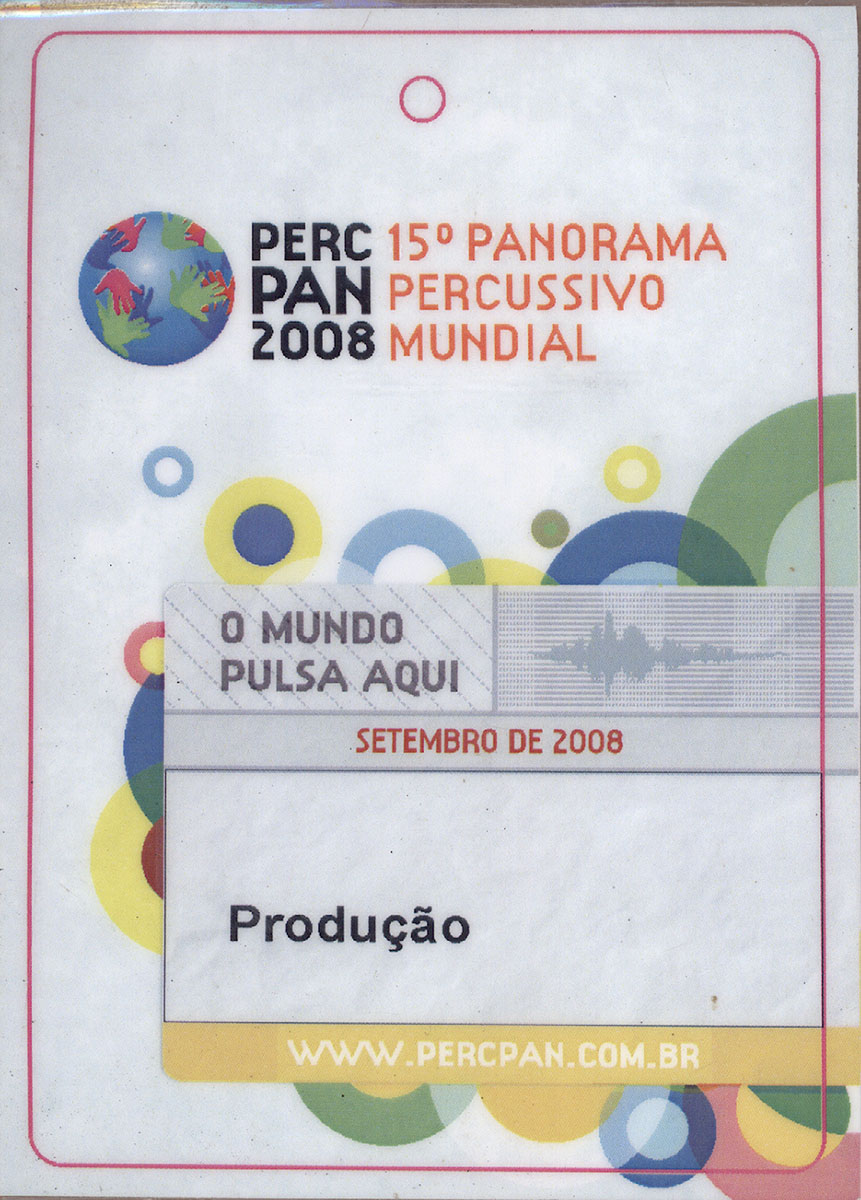 PERC
PAN
2008
15º PANORAMA
PERCUSSIVO
MUNDIAL
O MUNDO
PULSA AQUI
SETEMBRO DE 2008
Produção
WWW.PERCPAN.COM.BR